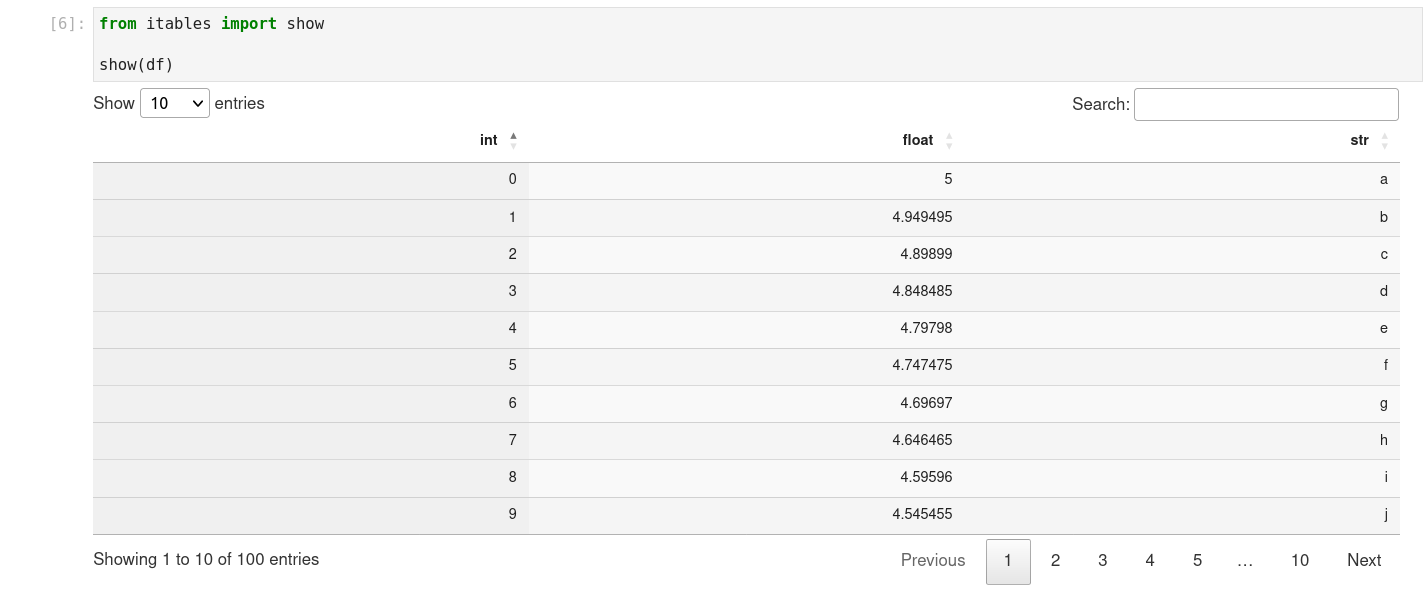 [6]: from itables import show
show(df)
Show 10 entries Search:
int float str
0 5 a
1 4.949495 b
2 4.89899 c
3 4.848485 d
4 4.79798 e
5 4.747475 f
6 4.69697 g
7 4.646465 h
8 4.59596 i
9 4.545455 j
Showing 1 to 10 of 100 entries Previous 1 2 3 4 5 … 10 Next